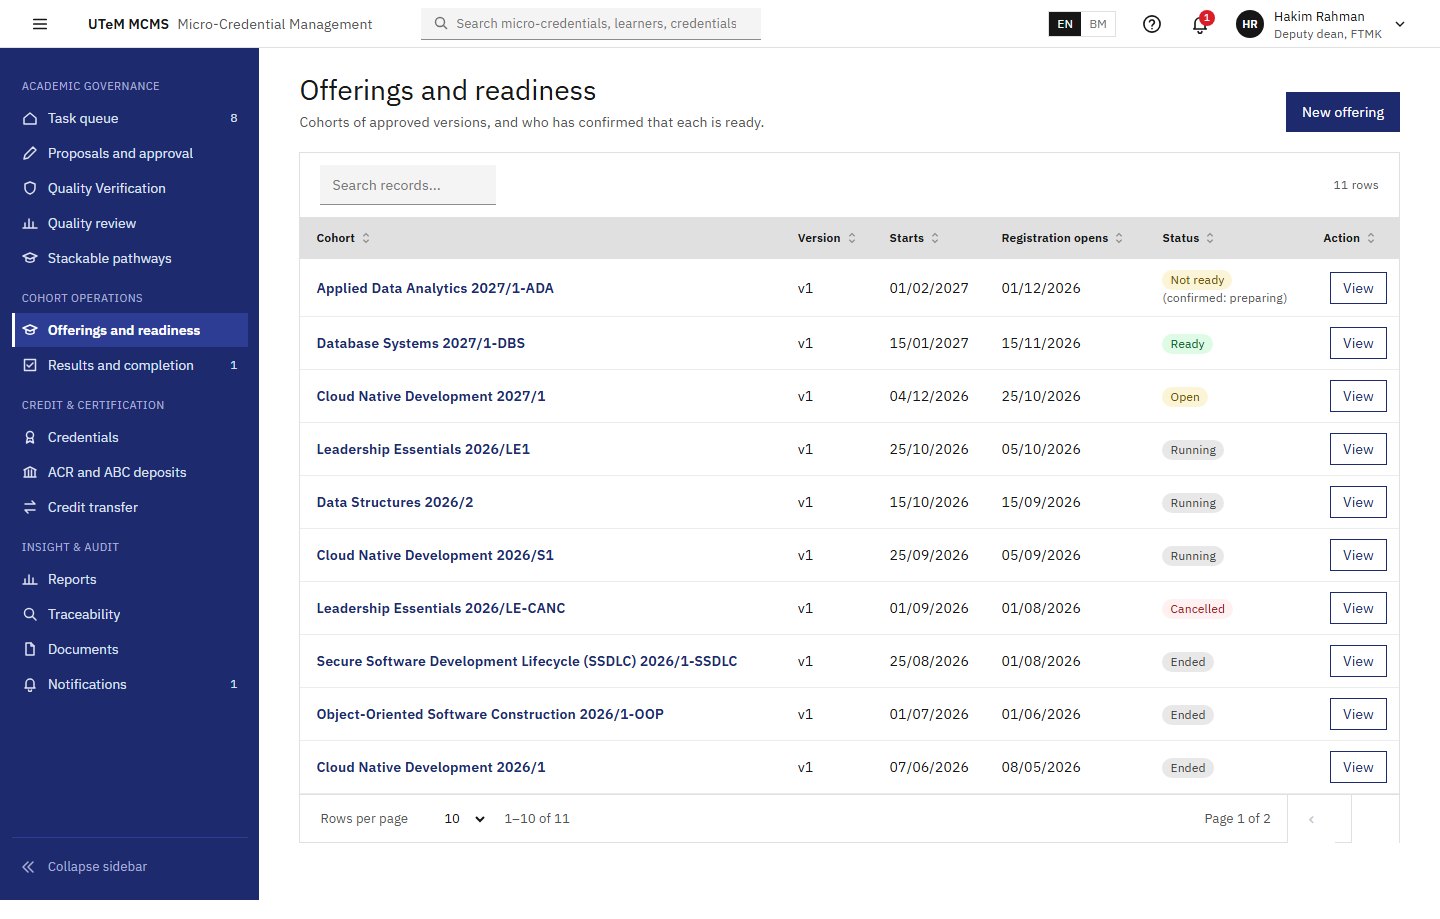 UTeM MCMS Micro-Credential Management
Search micro-credentials, learners, credentials
EN BM
1
HR
Hakim Rahman
Deputy dean, FTMK
ACADEMIC GOVERNANCE
Task queue 8
Proposals and approval
Quality Verification
Quality review
Stackable pathways
COHORT OPERATIONS
Offerings and readiness
Results and completion 1
CREDIT & CERTIFICATION
Credentials
ACR and ABC deposits
Credit transfer
INSIGHT & AUDIT
Reports
Traceability
Documents
Notifications 1
Collapse sidebar
Offerings and readiness
Cohorts of approved versions, and who has confirmed that each is ready.
New offering
Search records...
11 rows
Cohort Version Starts Registration opens Status Action
Applied Data Analytics 2027/1-ADA v1 01/02/2027 01/12/2026 Not ready View
(confirmed: preparing)
Database Systems 2027/1-DBS v1 15/01/2027 15/11/2026 Ready View
Cloud Native Development 2027/1 v1 04/12/2026 25/10/2026 Open View
Leadership Essentials 2026/LE1 v1 25/10/2026 05/10/2026 Running View
Data Structures 2026/2 v1 15/10/2026 15/09/2026 Running View
Cloud Native Development 2026/S1 v1 25/09/2026 05/09/2026 Running View
Leadership Essentials 2026/LE-CANC v1 01/09/2026 01/08/2026 Cancelled View
Secure Software Development Lifecycle (SSDLC) 2026/1-SSDLC v1 25/08/2026 01/08/2026 Ended View
Object-Oriented Software Construction 2026/1-OOP v1 01/07/2026 01/06/2026 Ended View
Cloud Native Development 2026/1 v1 07/06/2026 08/05/2026 Ended View
Rows per page 10 1–10 of 11 Page 1 of 2 ‹